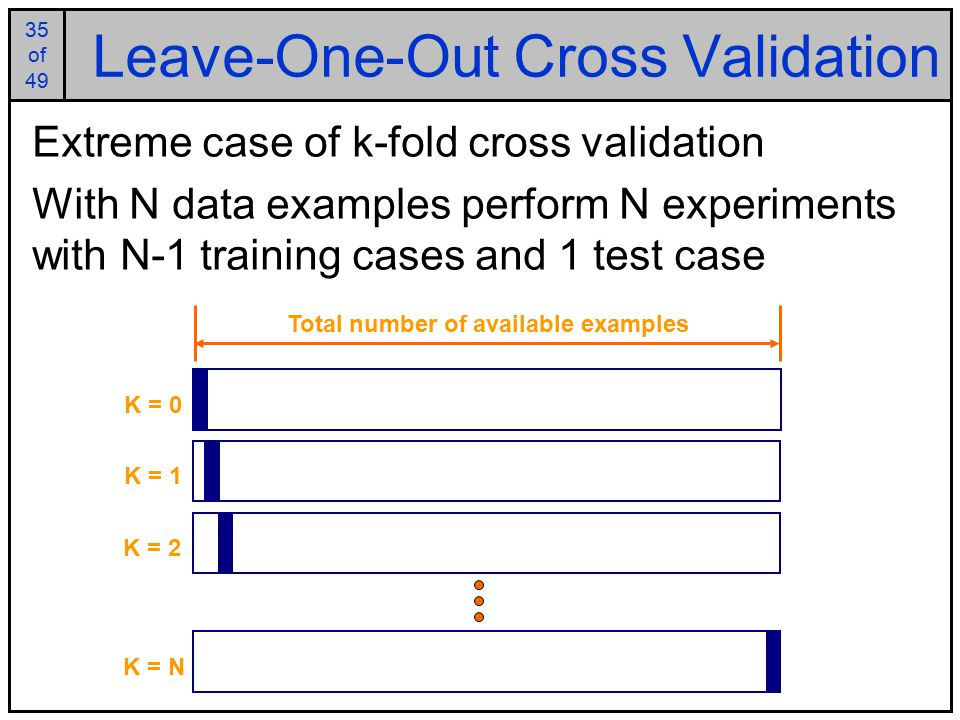 35
of
49
Leave-One-Out Cross Validation
Extreme case of k-fold cross validation
With N data examples perform N experiments
with N-1 training cases and 1 test case
Total number of available examples
K = 0
K = 1
K = 2
K = N